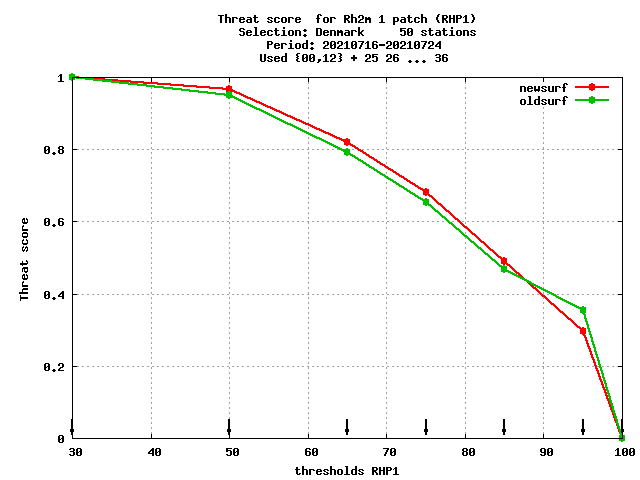 Threat score  for Rh2m 1 patch (RHP1)
Selection: Denmark     50 stations
Period: 20210716-20210724
Used {00,12} + 25 26 ... 36
newsurf
oldsurf
Threat score
1
0.8
0.6
0.4
0.2
0
30 40 50 60 70 80 90 100
thresholds RHP1